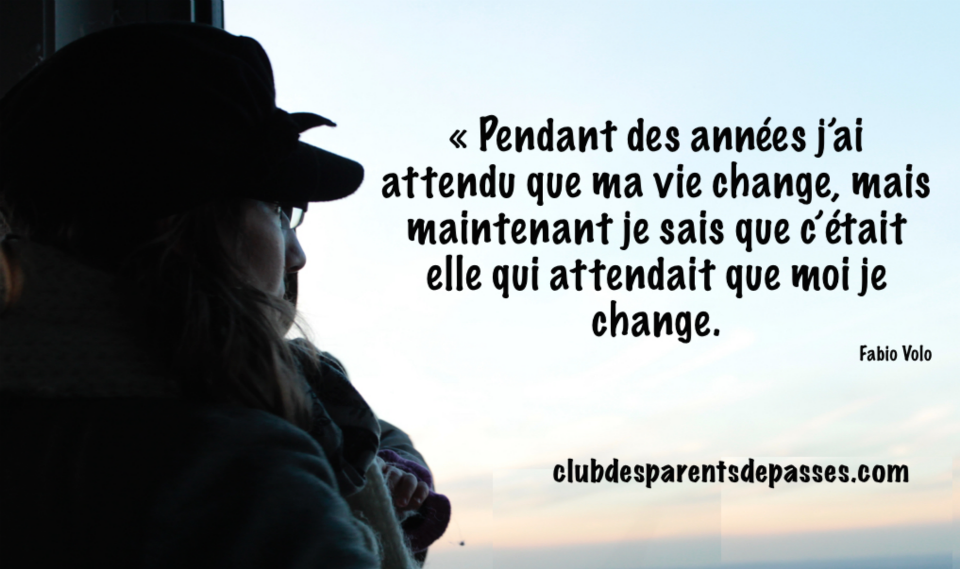 « Pendant des années j'ai
attendu que ma vie change, mais
maintenant je sais que c'était
elle qui attendait que moi je
change.
Fabio Volo
clubdesparentsdepasses.com